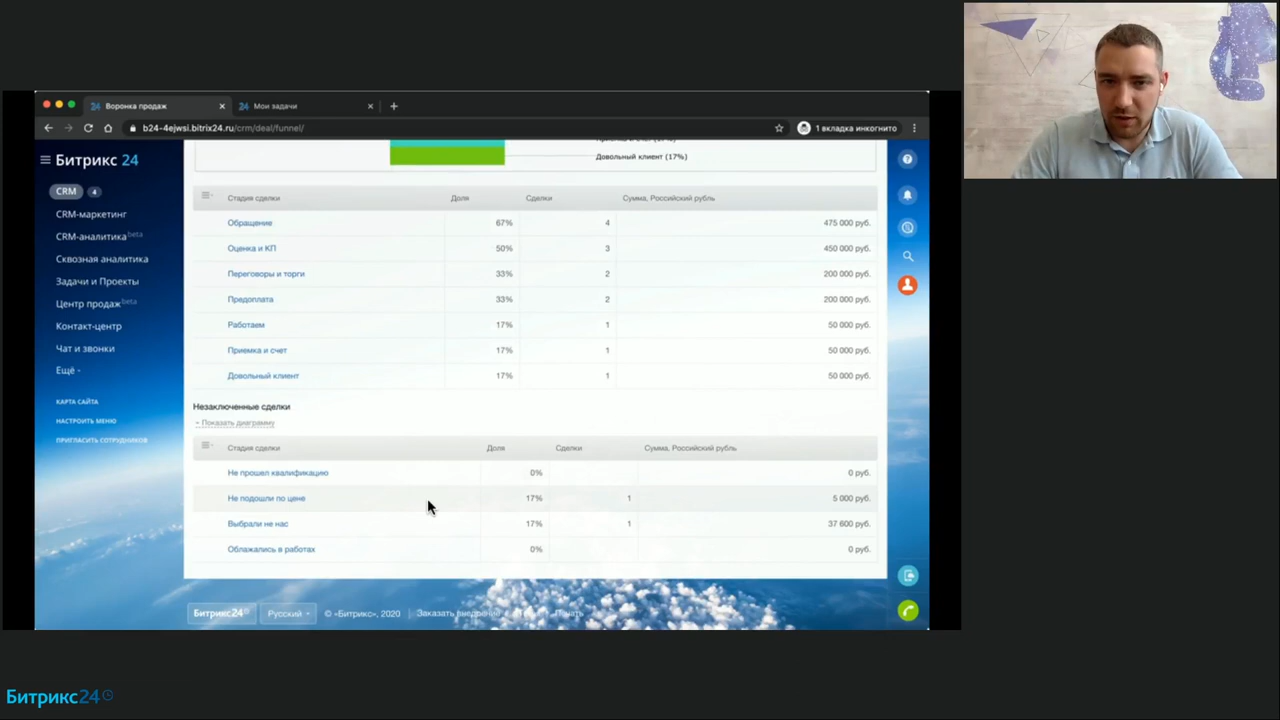 Воронка продаж
Мои задачи
b24-4ejwsi.bitrix24.ru/crm/deal/funnel/
1 вкладка инкогнито
Битрикс 24
CRM 4
CRM-маркетинг
CRM-аналитика beta
Сквозная аналитика
Задачи и Проекты
Центр продаж beta
Контакт-центр
Чат и звонки
Ещё
КАРТА САЙТА
НАСТРОИТЬ МЕНЮ
ПРИГЛАСИТЬ СОТРУДНИКОВ
Довольный клиент (17%)
Стадия сделки Доля Сделки Сумма, Российский рубль
Обращение 67% 4 475 000 руб.
Оценка и КП 50% 3 450 000 руб.
Переговоры и торги 33% 2 200 000 руб.
Предоплата 33% 2 200 000 руб.
Работаем 17% 1 50 000 руб.
Приемка и счет 17% 1 50 000 руб.
Довольный клиент 17% 1 50 000 руб.
Незаключенные сделки
Показать диаграмму
Стадия сделки Доля Сделки Сумма, Российский рубль
Не прошел квалификацию 0% 0 руб.
Не подошли по цене 17% 1 5 000 руб.
Выбрали не нас 17% 1 37 600 руб.
Облажались в работах 0% 0 руб.
Битрикс24 Русский © «Битрикс», 2020 Заказать внедрение Печать
Битрикс24